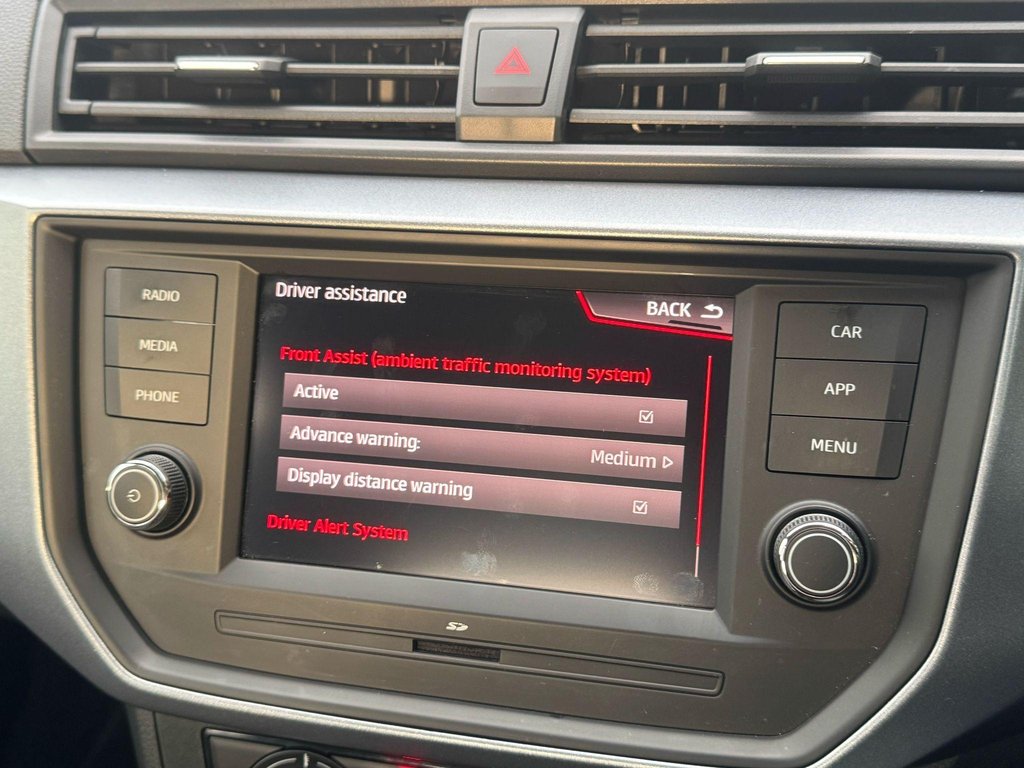 RADIO
MEDIA
PHONE
Driver assistance
BACK
Front Assist (ambient traffic monitoring system)
Active
Advance warning:
Medium
Display distance warning
Driver Alert System
CAR
APP
MENU
SD